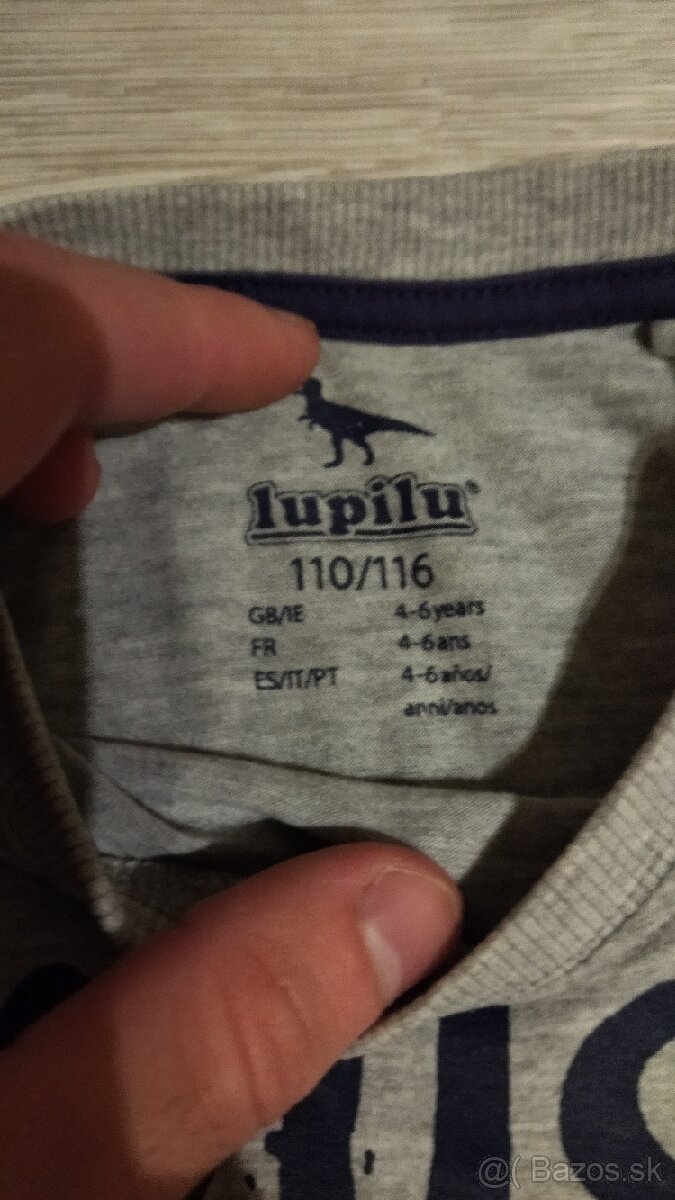 lupilu®
110/116
GB/IE 4-6 years
FR 4-6 ans
ES/IT/PT 4-6 años/
anni/anos
@( Bazos.sk